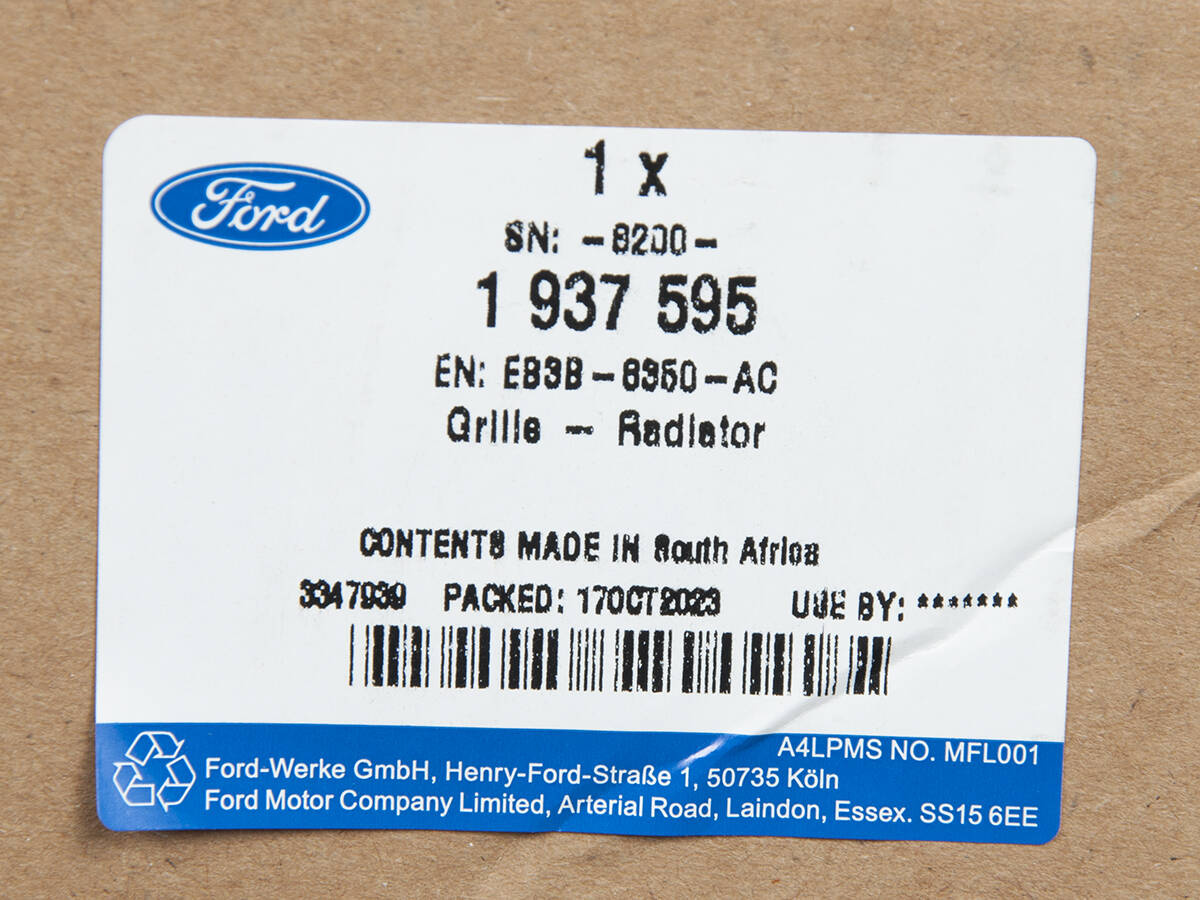 Ford
1 x
SN: -8200-
1 937 595
EN: EB3B-8350-AC
Grille - Radiator
CONTENTS MADE IN South Africa
3347939 PACKED: 17OCT2023 USE BY: *******
A4LPMS NO. MFL001
Ford-Werke GmbH, Henry-Ford-Straße 1, 50735 Köln
Ford Motor Company Limited, Arterial Road, Laindon, Essex. SS15 6EE